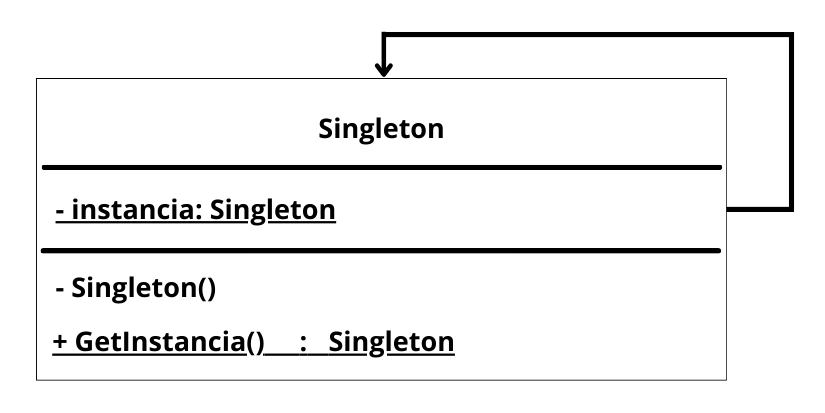 Singleton
- instancia: Singleton
- Singleton()
+ GetInstancia() : Singleton